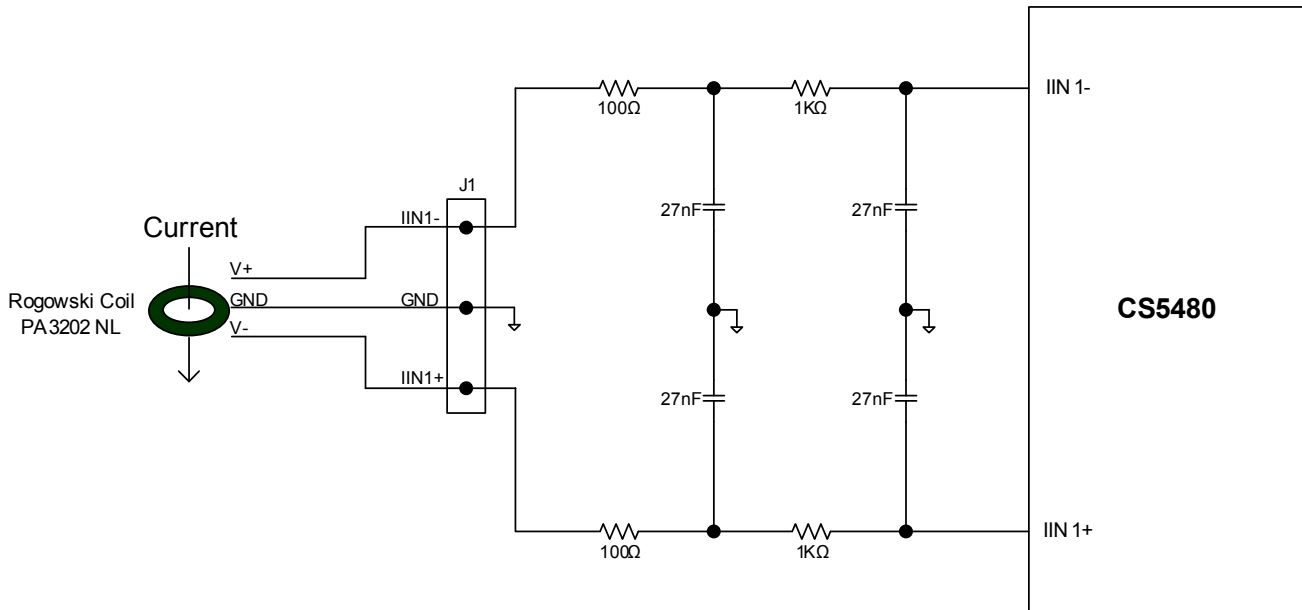 100Ω
1KΩ
IIN 1-
J1
27nF
27nF
IIN1-
Current
V+
Rogowski Coil
PA3202 NL
GND
GND
V-
CS5480
IIN1+
27nF
27nF
100Ω
1KΩ
IIN 1+